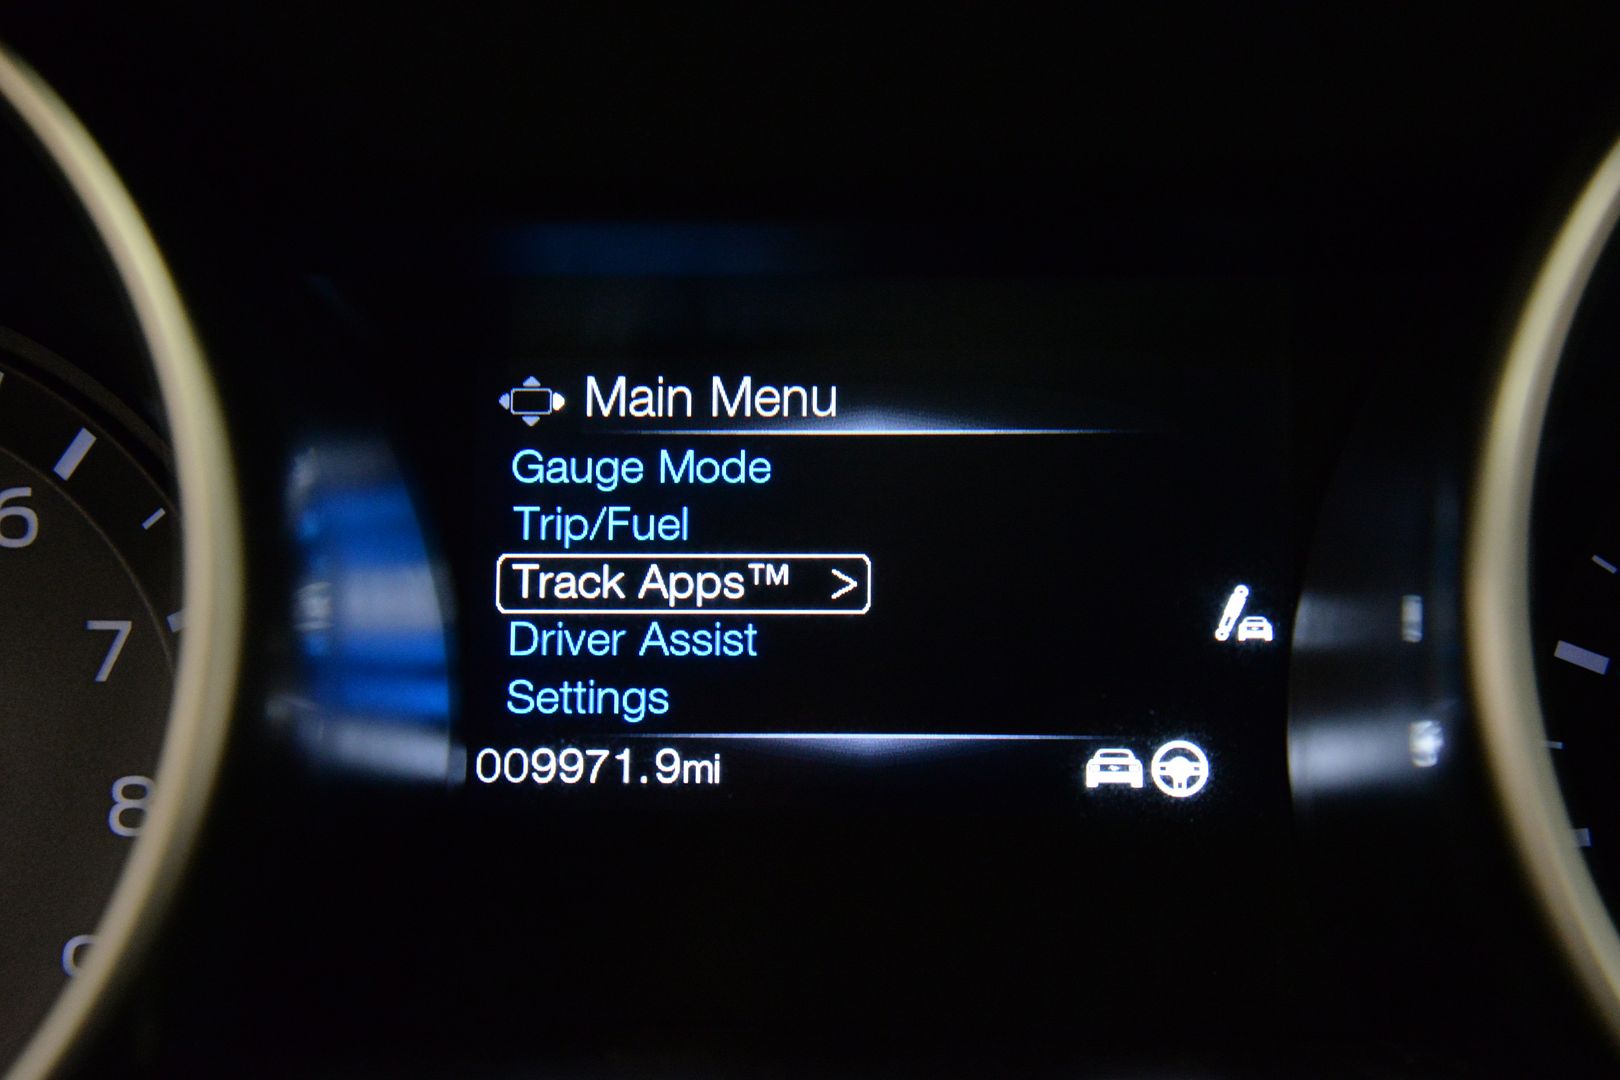 Main Menu
Gauge Mode
Trip/Fuel
Track Apps™ >
Driver Assist
Settings
009971.9mi
6
7
8